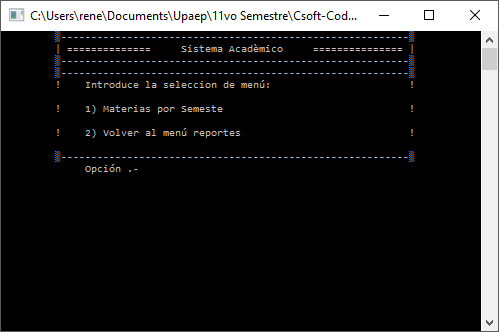 C:\Users\rene\Documents\Upaep\11vo Semestre\Csoft-Cod...
▒----------------------------------------------------------▒
| ============== Sistema Acadèmico =============== |
▒----------------------------------------------------------▒
▒----------------------------------------------------------▒
! Introduce la seleccion de menú: !
! 1) Materias por Semeste !
! 2) Volver al menú reportes !
▒----------------------------------------------------------▒
Opción .-